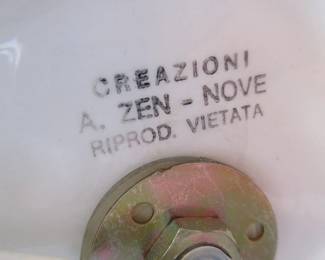 CREAZIONI
A. ZEN - NOVE
RIPROD. VIETATA